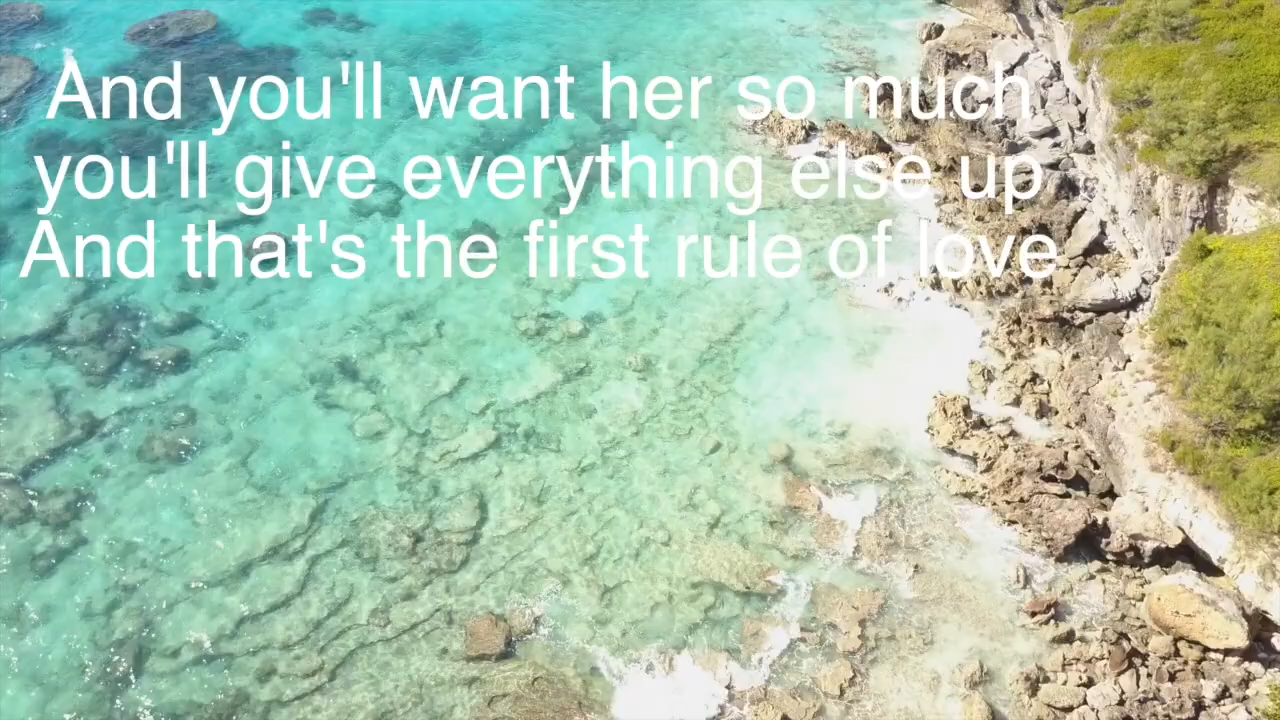 And you'll want her so much
you'll give everything else up
And that's the first rule of love